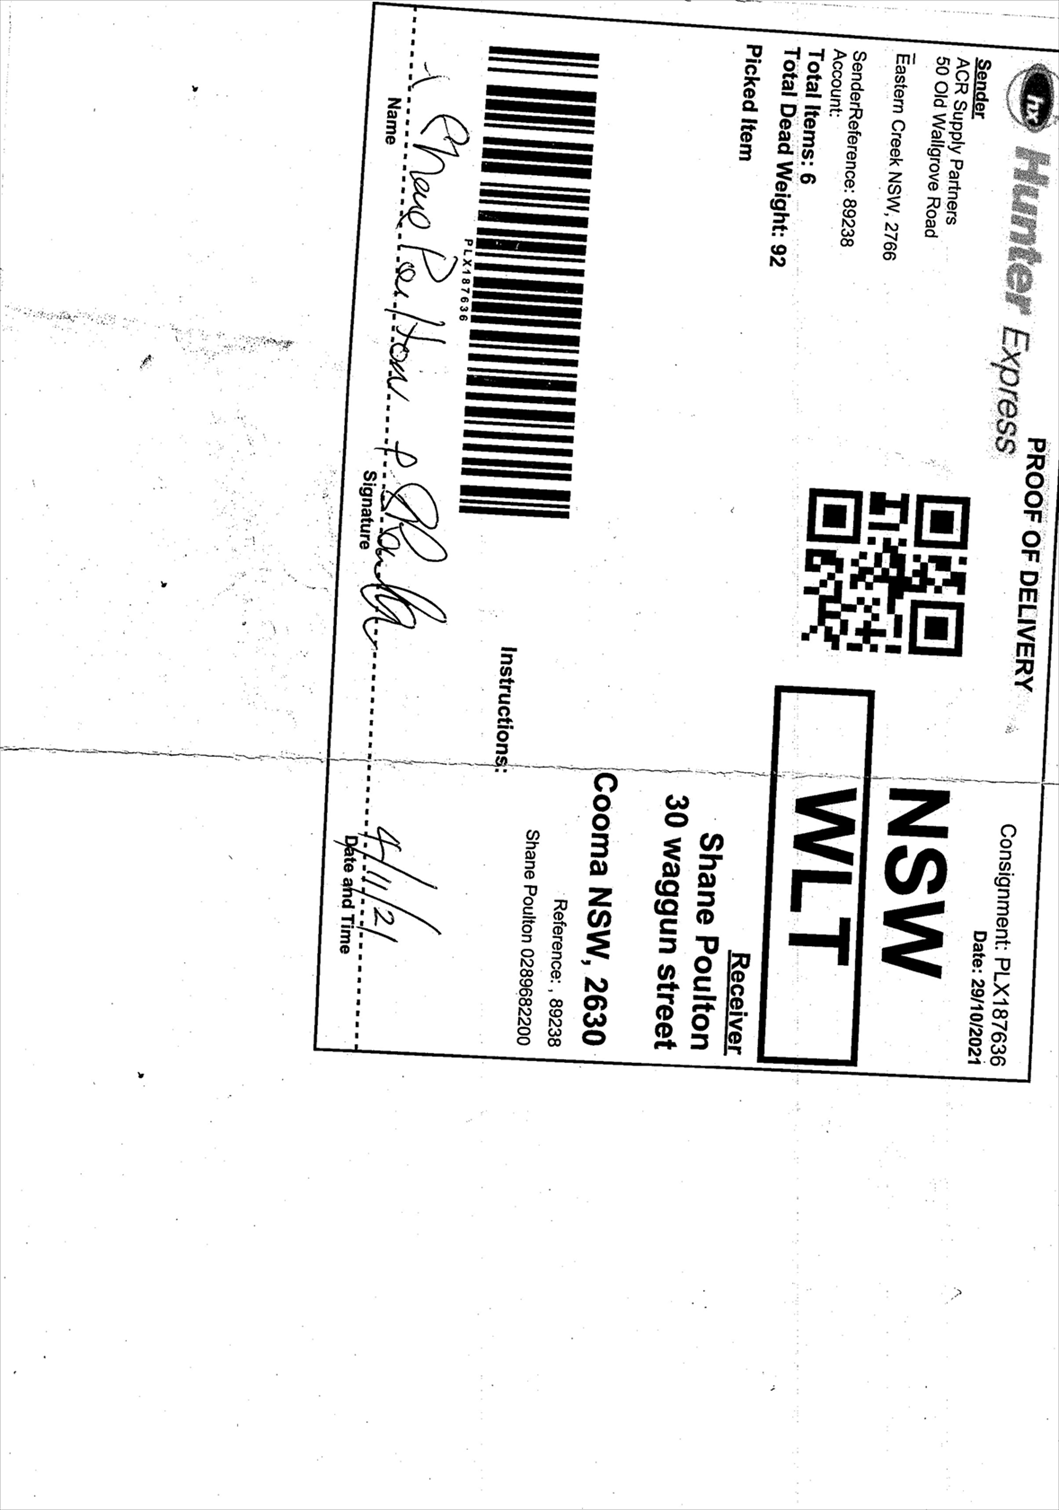 hx Hunter Express
PROOF OF DELIVERY
Consignment: PLX187636
Date: 29/10/2021
Sender
ACR Supply Partners
50 Old Wallgrove Road
Eastern Creek NSW, 2766
SenderReference: 89238
Account:
Total Items: 6
Total Dead Weight: 92
Picked Item
NSW
WLT
Receiver
Shane Poulton
30 waggun street
Cooma NSW, 2630
Reference: , 89238
Shane Poulton 0289682200
Instructions:
PLX187636
Shane Poulton
4/11/21
Name
Signature
Date and Time